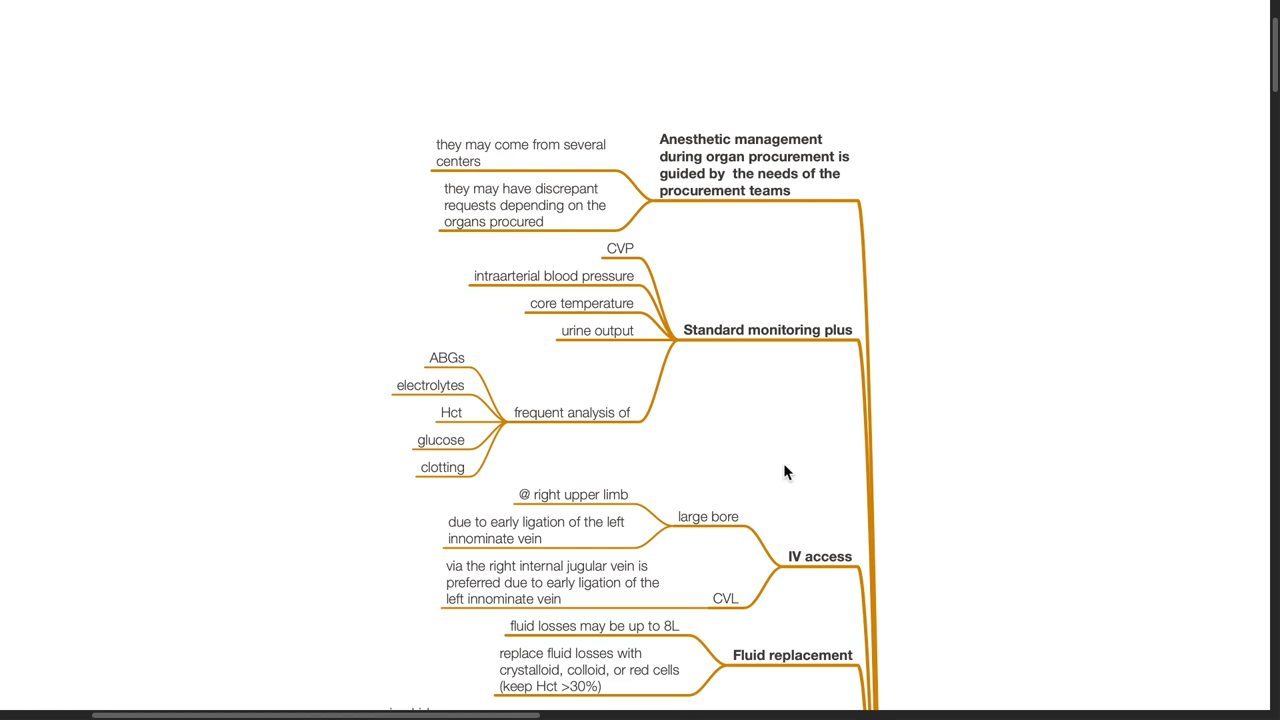 Anesthetic management
during organ procurement is
guided by the needs of the
procurement teams
they may come from several
centers
they may have discrepant
requests depending on the
organs procured
Standard monitoring plus
CVP
intraarterial blood pressure
core temperature
urine output
frequent analysis of
ABGs
electrolytes
Hct
glucose
clotting
IV access
large bore
@ right upper limb
due to early ligation of the left
innominate vein
CVL
via the right internal jugular vein is
preferred due to early ligation of the
left innominate vein
Fluid replacement
fluid losses may be up to 8L
replace fluid losses with
crystalloid, colloid, or red cells
(keep Hct >30%)